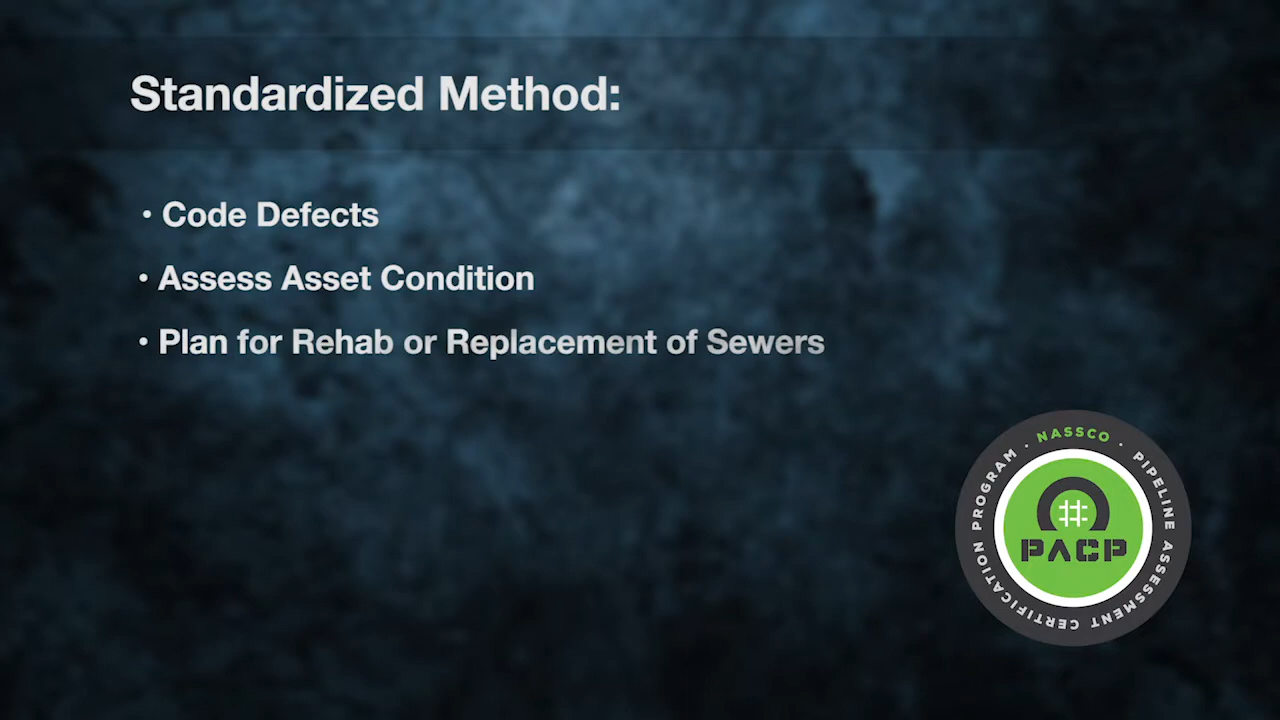 Standardized Method:
• Code Defects
• Assess Asset Condition
• Plan for Rehab or Replacement of Sewers
· NASSCO · PIPELINE ASSESSMENT CERTIFICATION PROGRAM
PACP